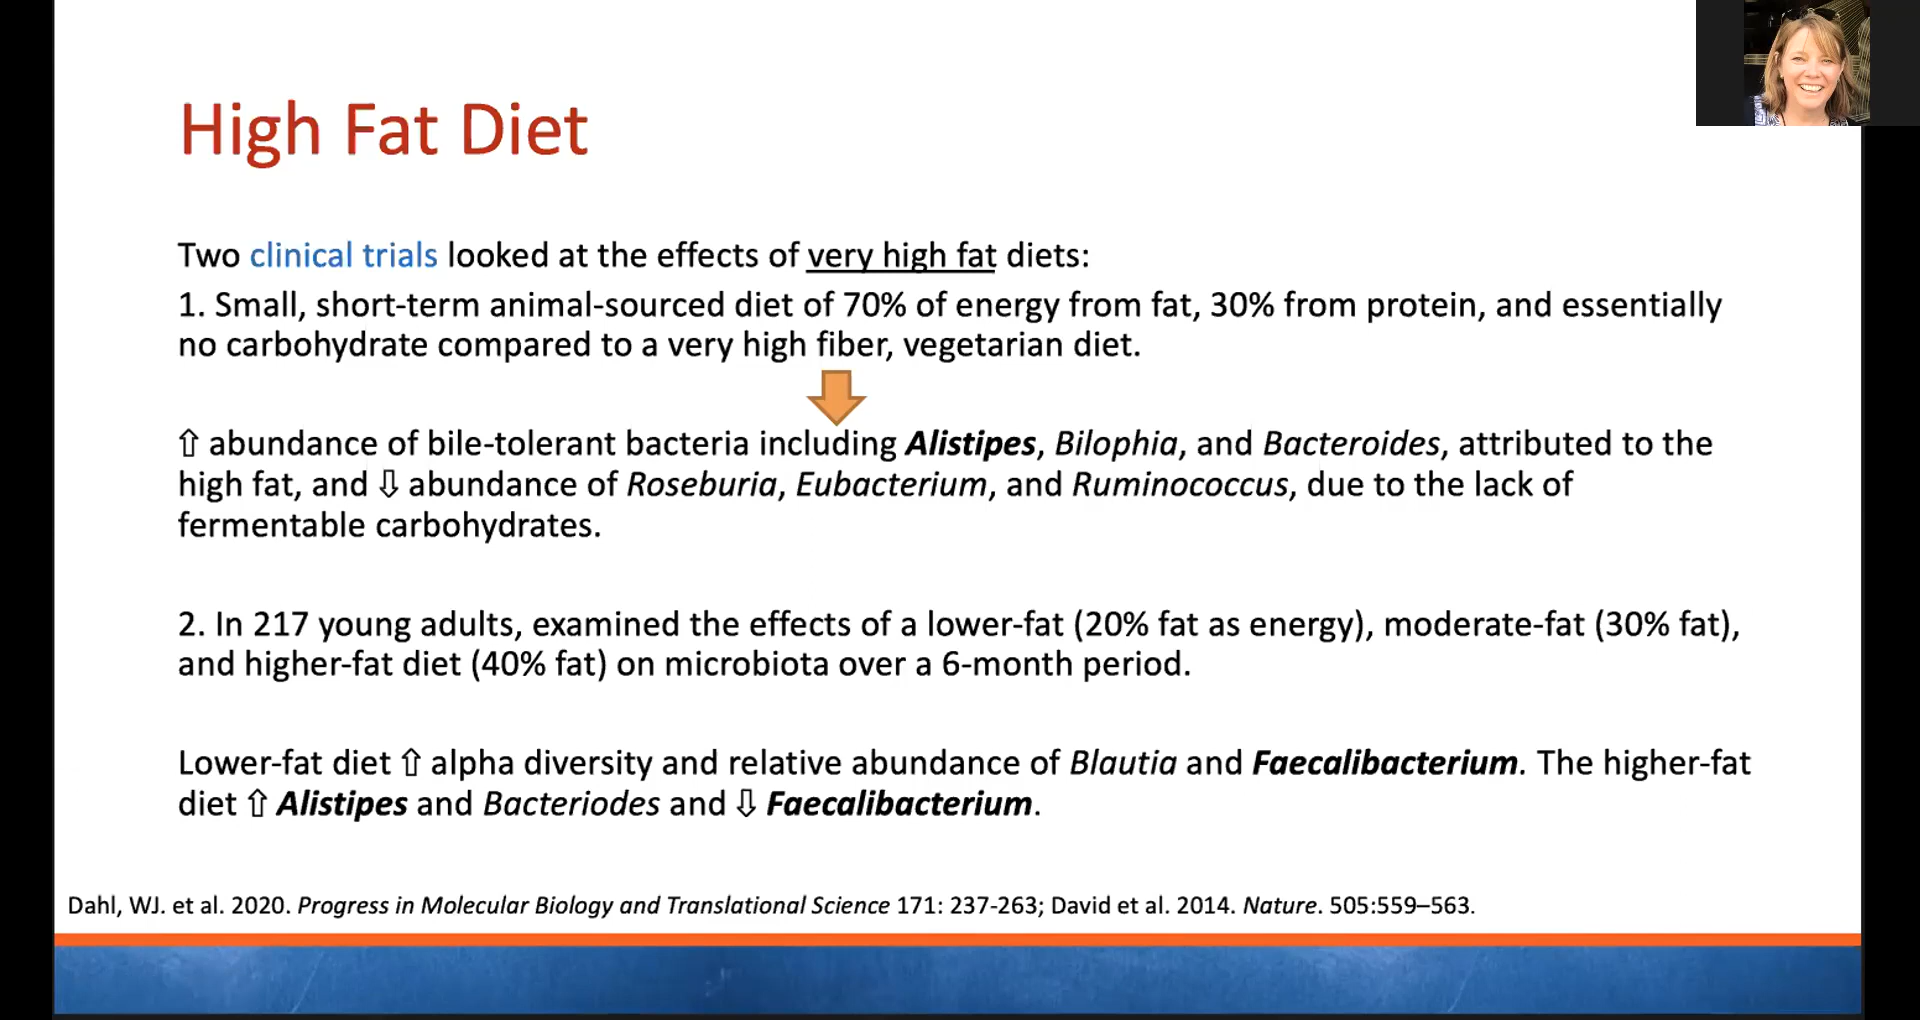 High Fat Diet
Two clinical trials looked at the effects of very high fat diets:
1. Small, short-term animal-sourced diet of 70% of energy from fat, 30% from protein, and essentially
no carbohydrate compared to a very high fiber, vegetarian diet.
⇧ abundance of bile-tolerant bacteria including Alistipes, Bilophia, and Bacteroides, attributed to the
high fat, and ⇩ abundance of Roseburia, Eubacterium, and Ruminococcus, due to the lack of
fermentable carbohydrates.
2. In 217 young adults, examined the effects of a lower-fat (20% fat as energy), moderate-fat (30% fat),
and higher-fat diet (40% fat) on microbiota over a 6-month period.
Lower-fat diet ⇧ alpha diversity and relative abundance of Blautia and Faecalibacterium. The higher-fat
diet ⇧ Alistipes and Bacteriodes and ⇩ Faecalibacterium.
Dahl, WJ. et al. 2020. Progress in Molecular Biology and Translational Science 171: 237-263; David et al. 2014. Nature. 505:559–563.